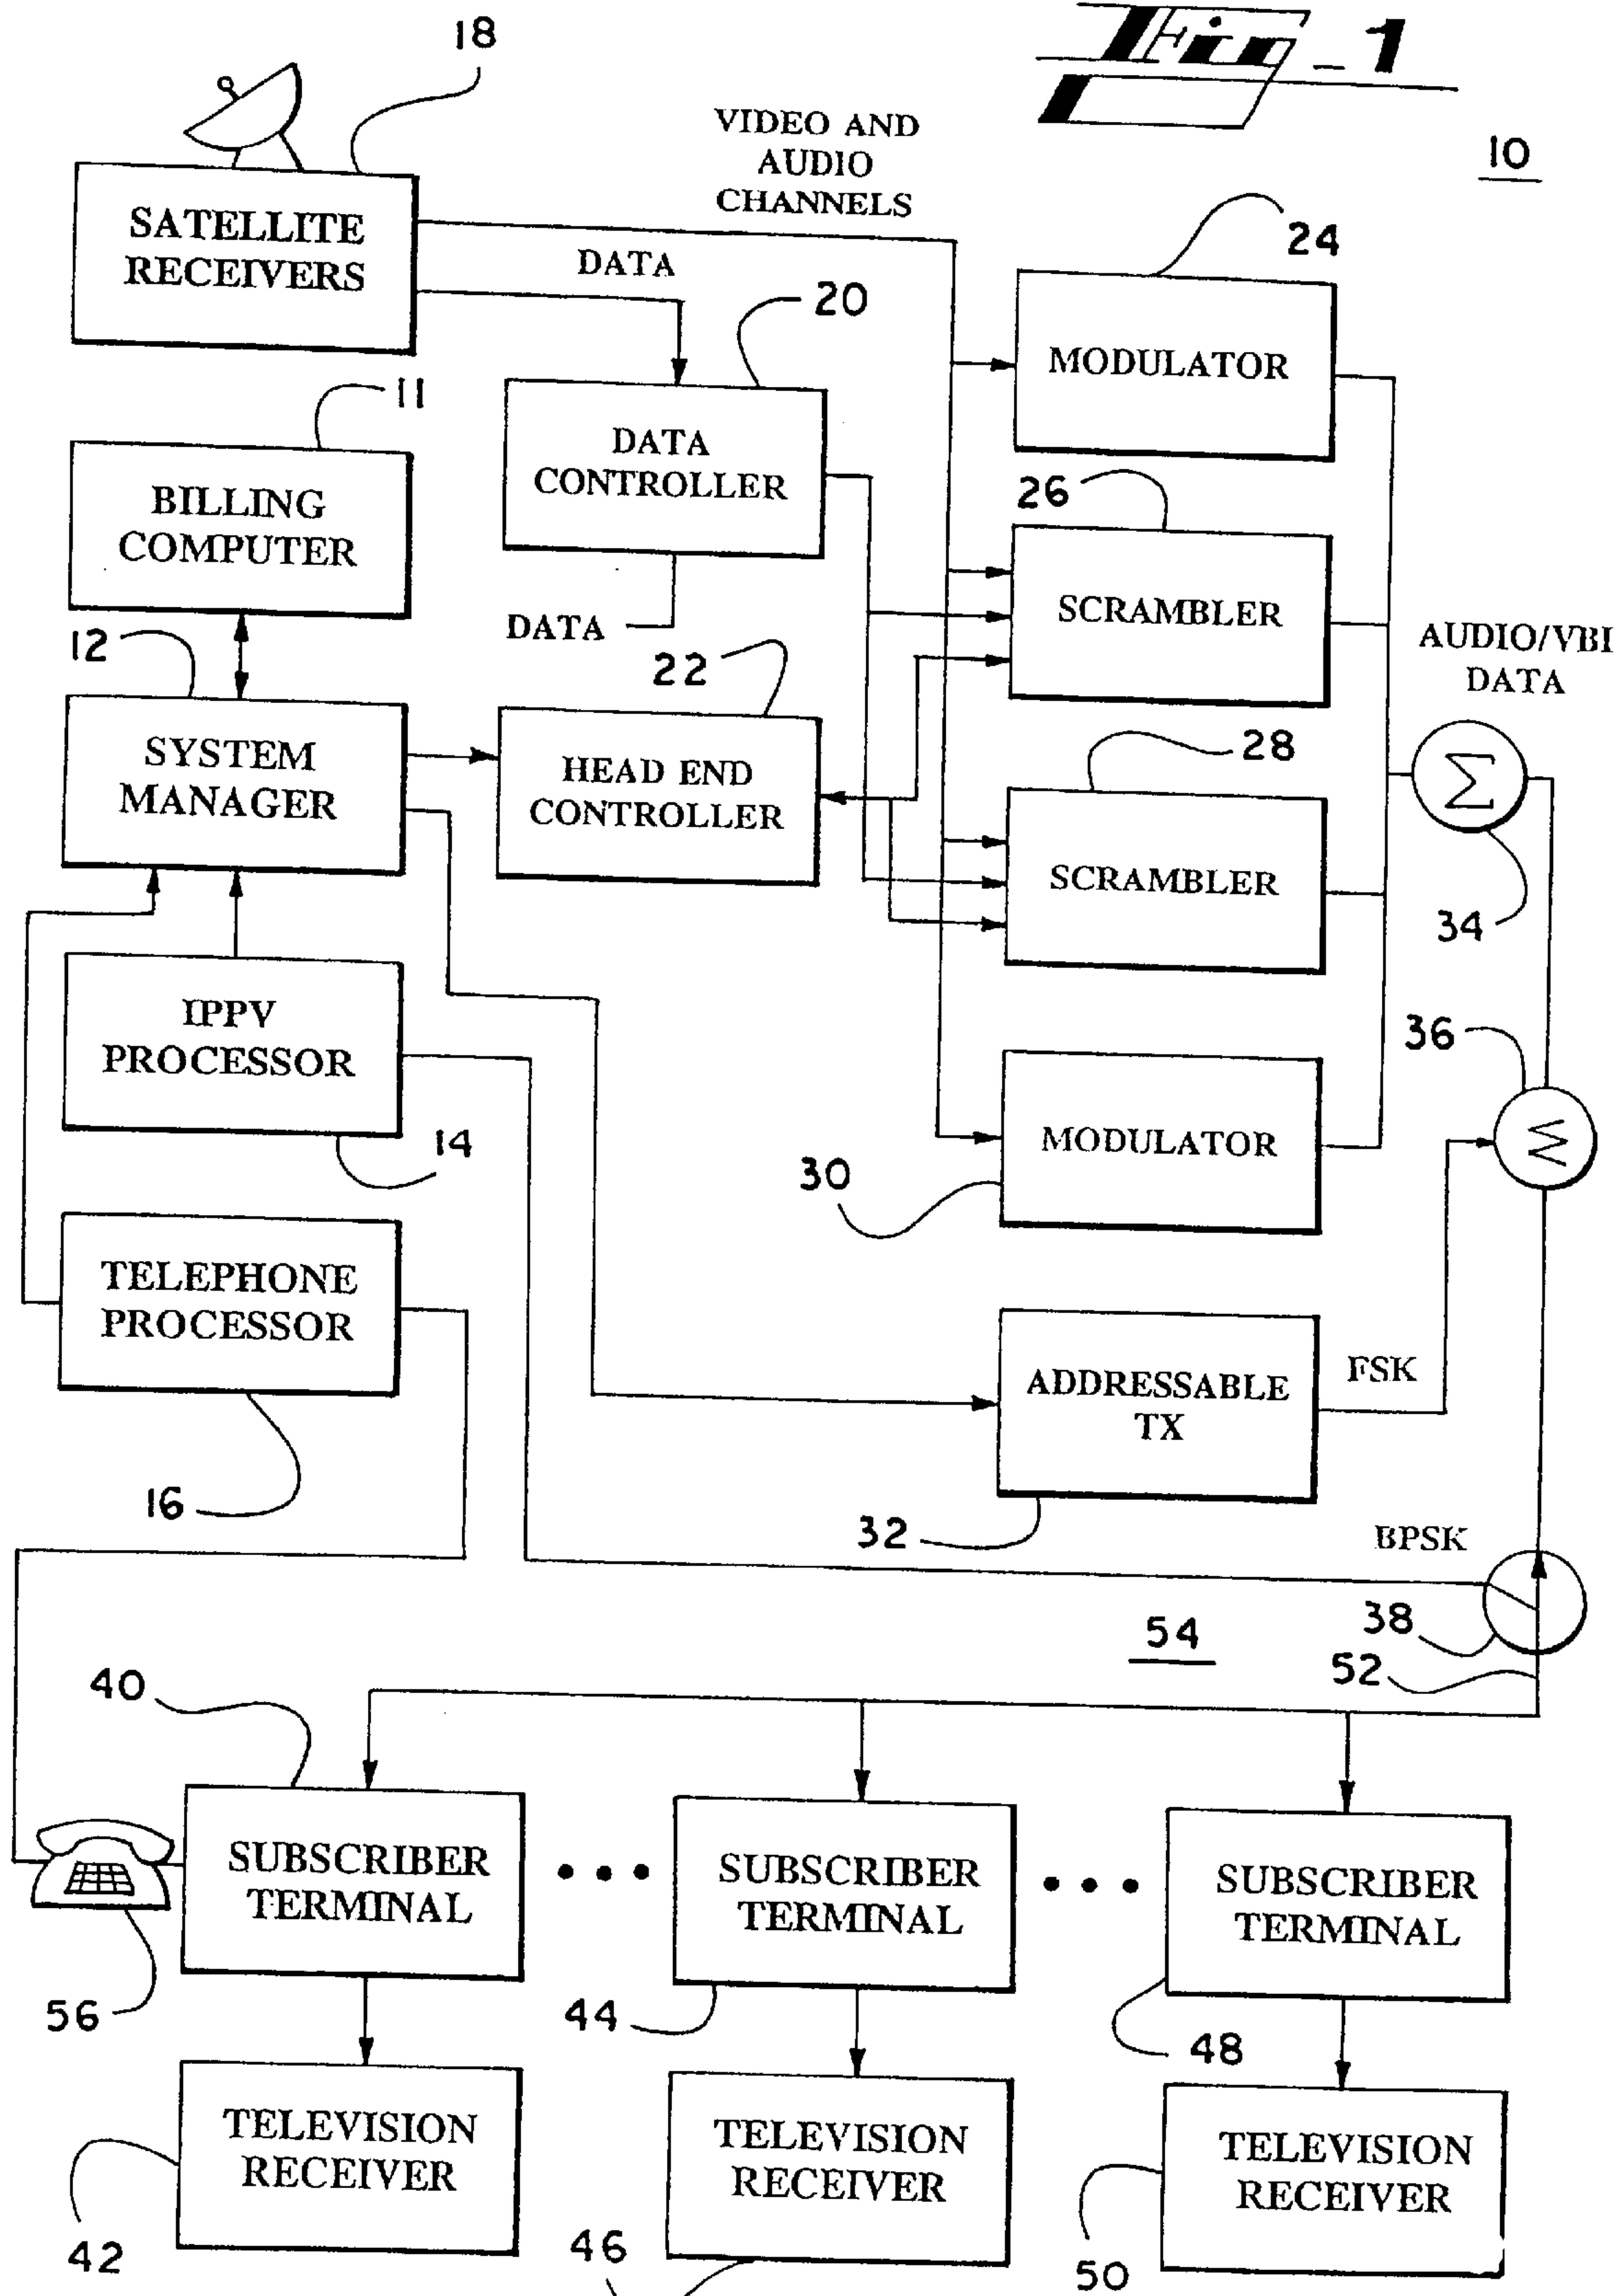 Fig-1
10
18
VIDEO AND
AUDIO
CHANNELS
SATELLITE
RECEIVERS
DATA
24
20
MODULATOR
11
DATA
CONTROLLER
26
BILLING
COMPUTER
SCRAMBLER
DATA
12
22
AUDIO/VBI
DATA
28
SYSTEM
MANAGER
HEAD END
CONTROLLER
Σ
SCRAMBLER
34
IPPV
PROCESSOR
36
14
MODULATOR
Σ
30
TELEPHONE
PROCESSOR
ADDRESSABLE
TX
FSK
16
32
BPSK
38
54
52
40
SUBSCRIBER
TERMINAL
• • •
SUBSCRIBER
TERMINAL
• • •
SUBSCRIBER
TERMINAL
56
44
48
TELEVISION
RECEIVER
TELEVISION
RECEIVER
TELEVISION
RECEIVER
42
46
50